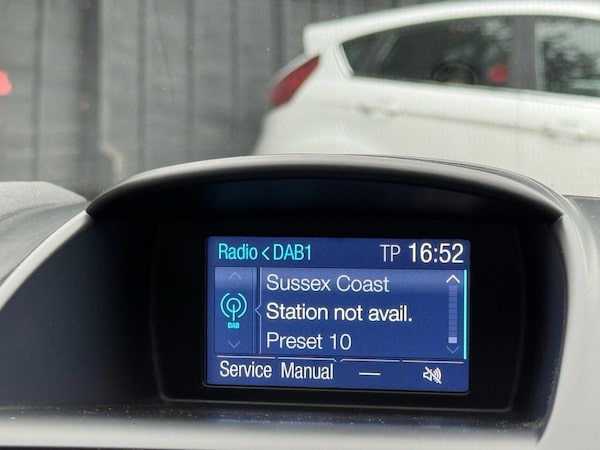 Radio < DAB1 TP 16:52
Sussex Coast
Station not avail.
DAB
Preset 10
Service Manual —